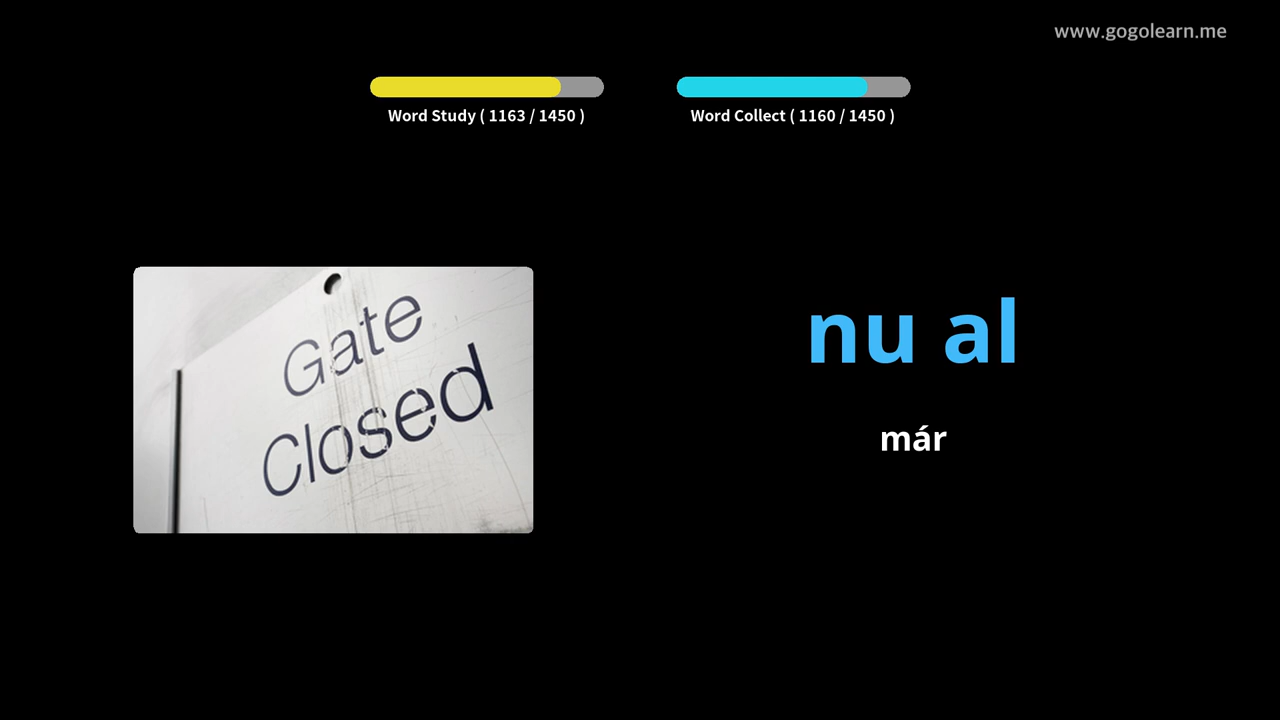 www.gogolearn.me
Word Study ( 1163 / 1450 )
Word Collect ( 1160 / 1450 )
Gate
Closed
nu al
már